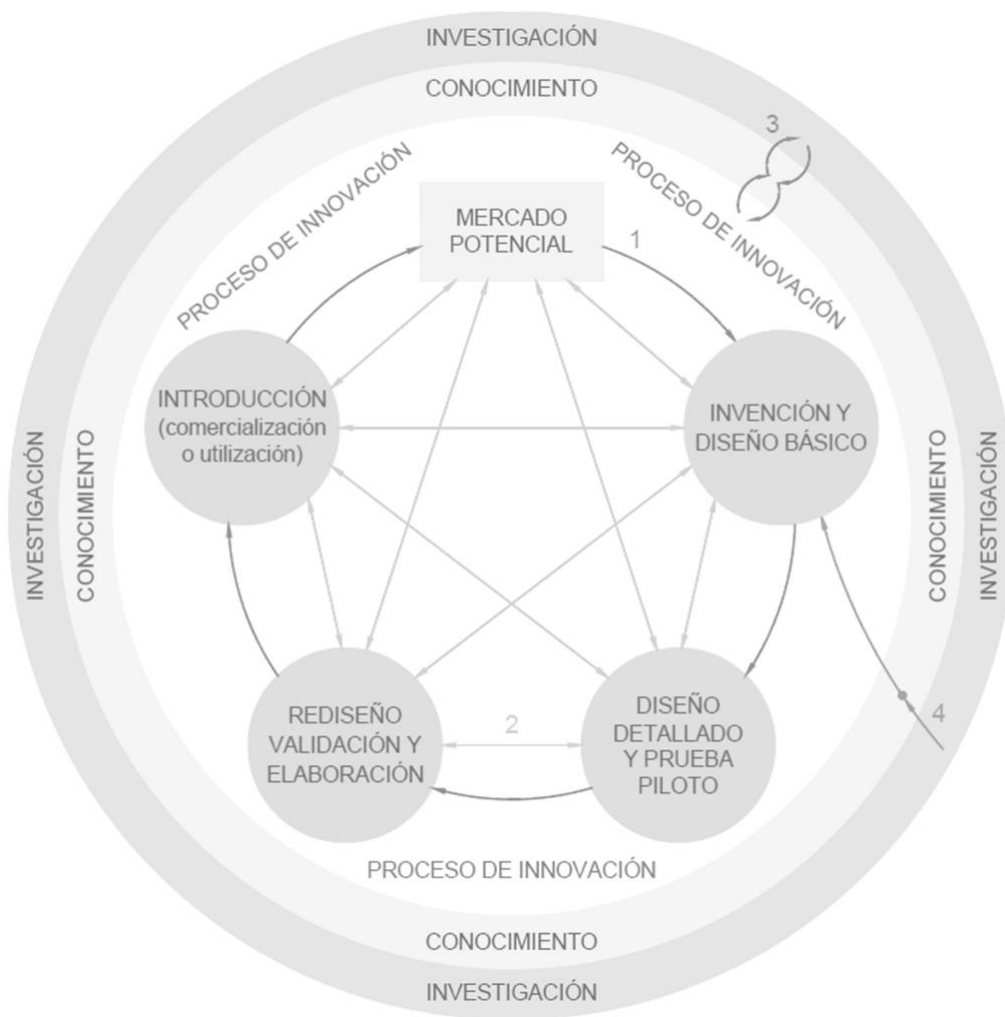 INVESTIGACIÓN
CONOCIMIENTO
3
PROCESO DE INNOVACIÓN
PROCESO DE INNOVACIÓN
MERCADO
POTENCIAL
1
INTRODUCCIÓN
(comercialización
o utilización)
INVENCIÓN Y
DISEÑO BÁSICO
INVESTIGACIÓN
CONOCIMIENTO
CONOCIMIENTO
INVESTIGACIÓN
REDISEÑO
VALIDACIÓN Y
ELABORACIÓN
2
DISEÑO
DETALLADO
Y PRUEBA
PILOTO
4
PROCESO DE INNOVACIÓN
CONOCIMIENTO
INVESTIGACIÓN